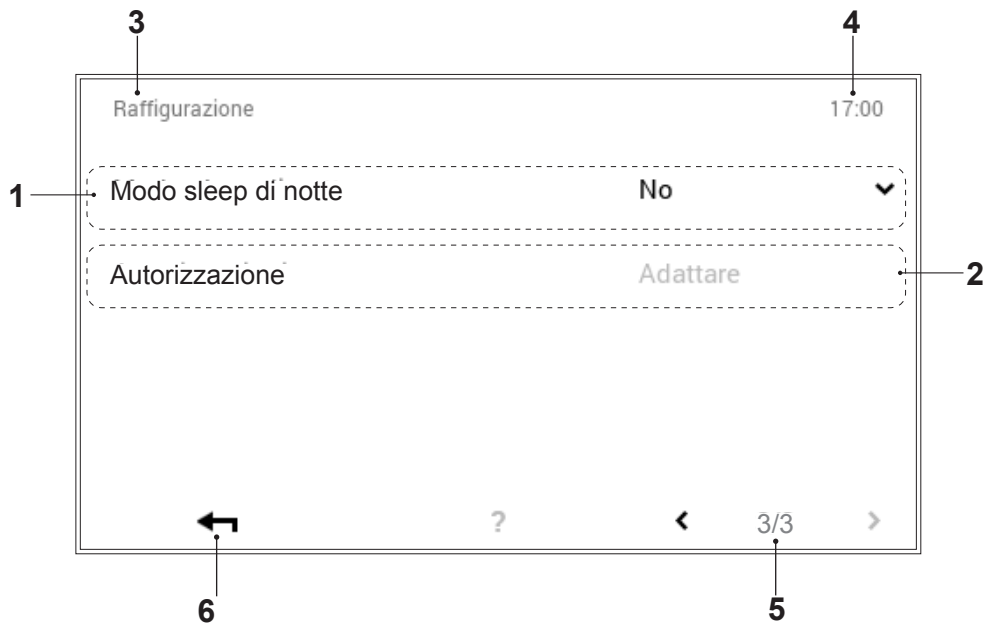 3 4
Raffigurazione 17:00
1 Modo sleep di notte No
Autorizzazione Adattare 2
? 3/3
6 5